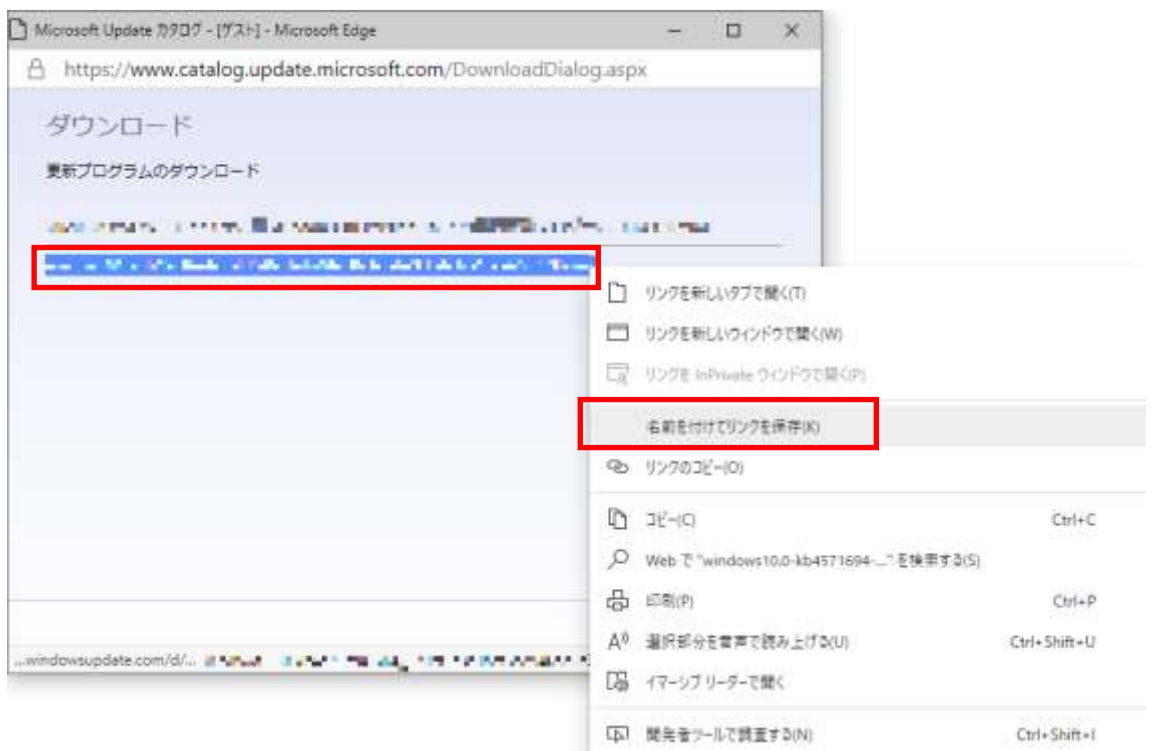 Microsoft Update カタログ - [ゲスト] - Microsoft Edge
https://www.catalog.update.microsoft.com/DownloadDialog.aspx
ダウンロード
更新プログラムのダウンロード
リンクを新しいタブで開く(T)
リンクを新しいウィンドウで開く(W)
リンクを InPrivate ウィンドウで開く(P)
名前を付けてリンクを保存(K)
リンクのコピー(O)
コピー(C) Ctrl+C
Web で "windows10.0-kb4571694-..." を検索する(S)
印刷(P) Ctrl+P
選択部分を音声で読み上げる(U) Ctrl+Shift+U
...windowsupdate.com/d/...
イマーシブ リーダーで開く
開発者ツールで調査する(N) Ctrl+Shift+I